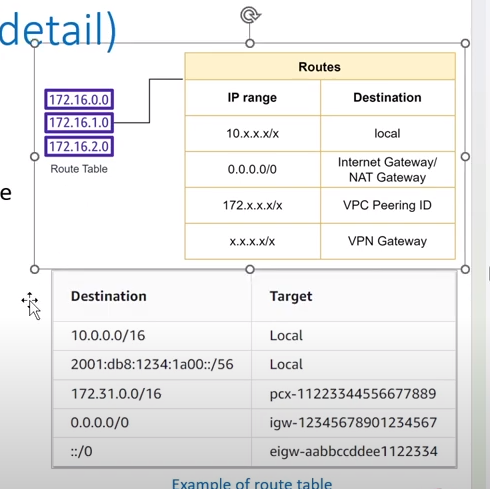 detail)
172.16.0.0
172.16.1.0
172.16.2.0
Route Table
e
Routes
IP range Destination
10.x.x.x/x local
0.0.0.0/0 Internet Gateway/
NAT Gateway
172.x.x.x/x VPC Peering ID
x.x.x.x/x VPN Gateway
Destination Target
10.0.0.0/16 Local
2001:db8:1234:1a00::/56 Local
172.31.0.0/16 pcx-11223344556677889
0.0.0.0/0 igw-12345678901234567
::/0 eigw-aabbccddee1122334
Example of route table